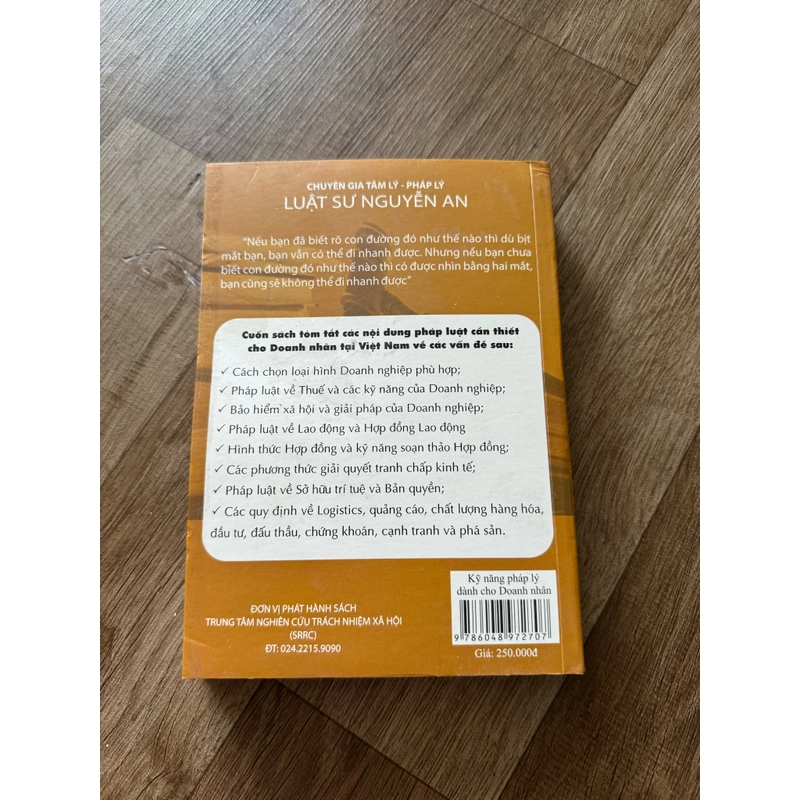 CHUYÊN GIA TÂM LÝ - PHÁP LÝ
LUẬT SƯ NGUYỄN AN
"Nếu bạn đã biết rõ con đường đó như thế nào thì dù bịt
mắt bạn, bạn vẫn có thể đi nhanh được. Nhưng nếu bạn chưa
biết con đường đó như thế nào thì có được nhìn bằng hai mắt,
bạn cũng sẽ không thể đi nhanh được"
Cuốn sách tóm tắt các nội dung pháp luật cần thiết
cho Doanh nhân tại Việt Nam về các vấn đề sau:
✓ Cách chọn loại hình Doanh nghiệp phù hợp;
✓ Pháp luật về Thuế và các kỹ năng của Doanh nghiệp;
✓ Bảo hiểm xã hội và giải pháp của Doanh nghiệp;
✓ Pháp luật về Lao động và Hợp đồng Lao động
✓ Hình thức Hợp đồng và kỹ năng soạn thảo Hợp đồng;
✓ Các phương thức giải quyết tranh chấp kinh tế;
✓ Pháp luật về Sở hữu trí tuệ và Bản quyền;
✓ Các quy định về Logistics, quảng cáo, chất lượng hàng hóa,
đầu tư, đấu thầu, chứng khoán, cạnh tranh và phá sản.
ĐƠN VỊ PHÁT HÀNH SÁCH
TRUNG TÂM NGHIÊN CỨU TRÁCH NHIỆM XÃ HỘI
(SRRC)
ĐT: 024.2215.9090
Kỹ năng pháp lý
dành cho Doanh nhân
9 786048 972707
Giá: 250.000đ